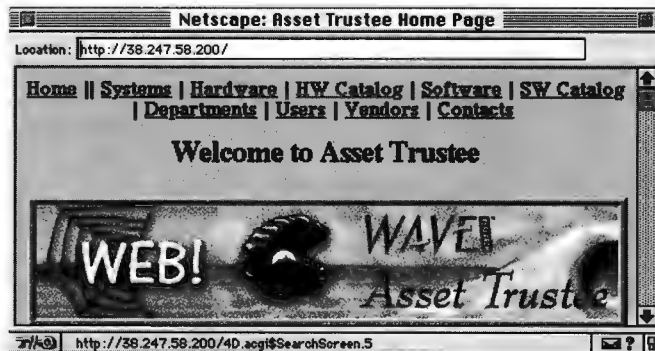 Netscape: Asset Trustee Home Page
Location: http://38.247.58.200/
Home || Systems | Hardware | HW Catalog | Software | SW Catalog
| Departments | Users | Vendors | Contacts
Welcome to Asset Trustee
WEB!
WAVE
Asset Trustee
http://38.247.58.200/4D.acgi$SearchScreen.5
?